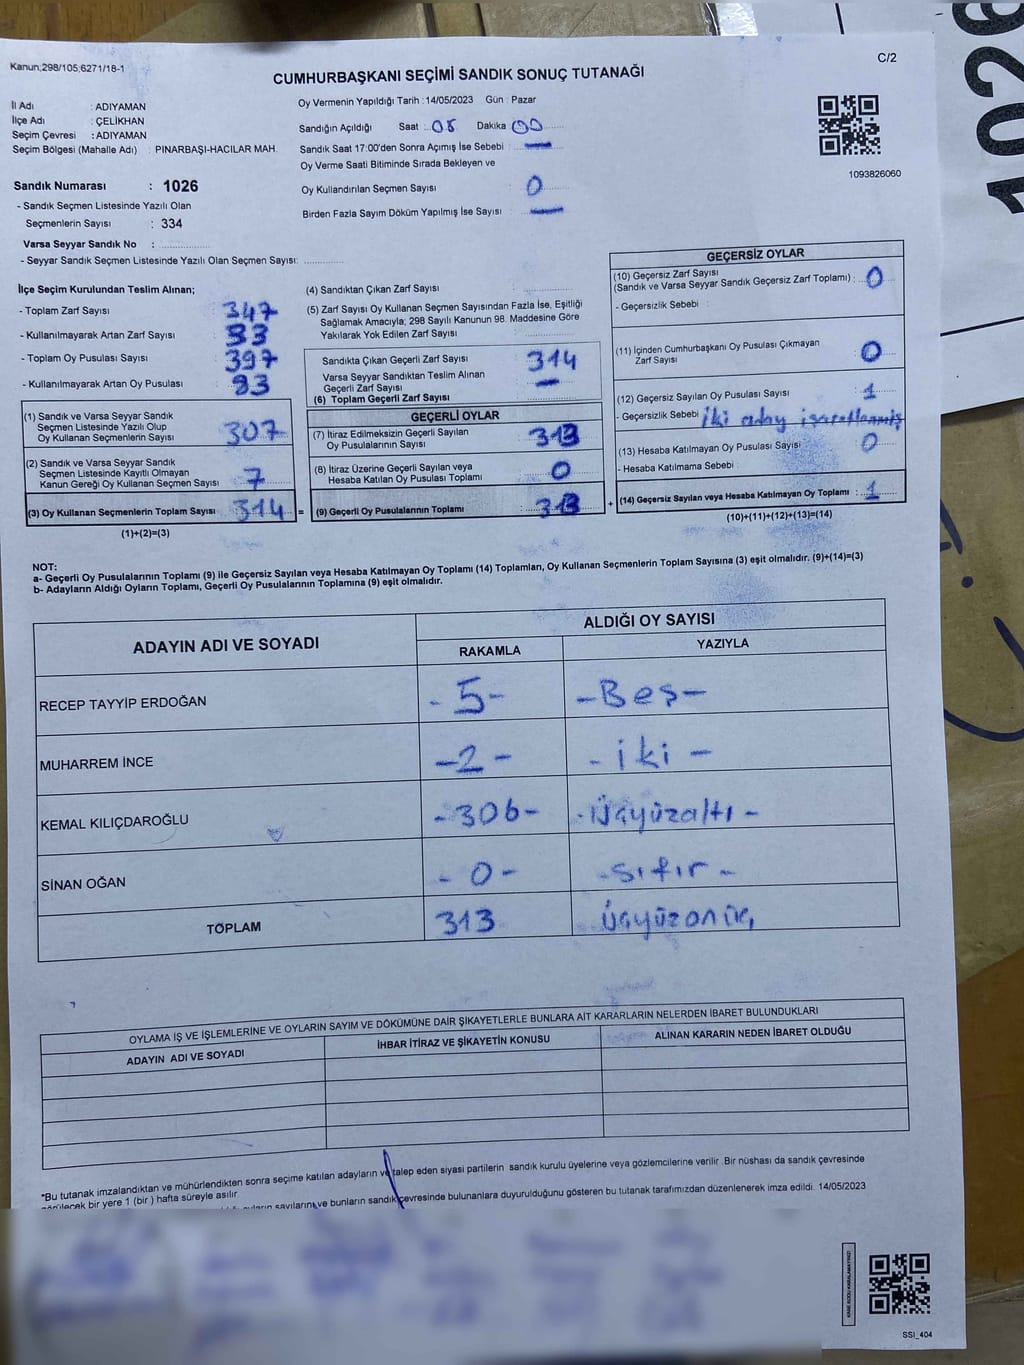 Kanun;298/105;6271/18-1
C/2
CUMHURBAŞKANI SEÇİMİ SANDIK SONUÇ TUTANAĞI
1026
İl Adı : ADIYAMAN
İlçe Adı : ÇELİKHAN
Seçim Çevresi : ADIYAMAN
Seçim Bölgesi (Mahalle Adı) : PINARBAŞI-HACILAR MAH.
Sandık Numarası : 1026
- Sandık Seçmen Listesinde Yazılı Olan
Seçmenlerin Sayısı : 334
Varsa Seyyar Sandık No :
- Seyyar Sandık Seçmen Listesinde Yazılı Olan Seçmen Sayısı:
Oy Vermenin Yapıldığı Tarih : 14/05/2023 Gün : Pazar
Sandığın Açıldığı Saat : 08 Dakika : 00
Sandık Saat 17:00'den Sonra Açımış İse Sebebi : —
Oy Verme Saati Bitiminde Sırada Bekleyen ve
Oy Kullandırılan Seçmen Sayısı : 0
Birden Fazla Sayım Döküm Yapılmış İse Sayısı : —
1093826060
İlçe Seçim Kurulundan Teslim Alınan;
- Toplam Zarf Sayısı : 347
- Kullanılmayarak Artan Zarf Sayısı : 33
- Toplam Oy Pusulası Sayısı : 397
- Kullanılmayarak Artan Oy Pusulası : 83
(1) Sandık ve Varsa Seyyar Sandık
Seçmen Listesinde Yazılı Olup
Oy Kullanan Seçmenlerin Sayısı : 307
(2) Sandık ve Varsa Seyyar Sandık
Seçmen Listesinde Kayıtlı Olmayan
Kanun Gereği Oy Kullanan Seçmen Sayısı : 7
(3) Oy Kullanan Seçmenlerin Toplam Sayısı : 314 =
(1)+(2)=(3)
(4) Sandıktan Çıkan Zarf Sayısı :
(5) Zarf Sayısı Oy Kullanan Seçmen Sayısından Fazla İse, Eşitliği
Sağlamak Amacıyla; 298 Sayılı Kanunun 98. Maddesine Göre
Yakılarak Yok Edilen Zarf Sayısı :
Sandıkta Çıkan Geçerli Zarf Sayısı : 314
Varsa Seyyar Sandıktan Teslim Alınan
Geçerli Zarf Sayısı : —
(6) Toplam Geçerli Zarf Sayısı :
GEÇERLİ OYLAR
(7) İtiraz Edilmeksizin Geçerli Sayılan
Oy Pusulalarının Sayısı : 313
(8) İtiraz Üzerine Geçerli Sayılan veya
Hesaba Katılan Oy Pusulası Toplamı : 0
(9) Geçerli Oy Pusulalarının Toplamı : 313 +
GEÇERSİZ OYLAR
(10) Geçersiz Zarf Sayısı
(Sandık ve Varsa Seyyar Sandık Geçersiz Zarf Toplamı) : 0
- Geçersizlik Sebebi :
(11) İçinden Cumhurbaşkanı Oy Pusulası Çıkmayan
Zarf Sayısı : 0
(12) Geçersiz Sayılan Oy Pusulası Sayısı : 1
- Geçersizlik Sebebi : İki aday işaretlenmiş
(13) Hesaba Katılmayan Oy Pusulası Sayısı : 0
- Hesaba Katılmama Sebebi :
(14) Geçersiz Sayılan veya Hesaba Katılmayan Oy Toplamı : 1
(10)+(11)+(12)+(13)=(14)
NOT:
a- Geçerli Oy Pusulalarının Toplamı (9) ile Geçersiz Sayılan veya Hesaba Katılmayan Oy Toplamı (14) Toplamları, Oy Kullanan Seçmenlerin Toplam Sayısına (3) eşit olmalıdır. (9)+(14)=(3)
b- Adayların Aldığı Oyların Toplamı, Geçerli Oy Pusulalarının Toplamına (9) eşit olmalıdır.
ADAYIN ADI VE SOYADI
ALDIĞI OY SAYISI
RAKAMLA YAZIYLA
RECEP TAYYİP ERDOĞAN - 5 - - Beş -
MUHARREM İNCE - 2 - - iki -
KEMAL KILIÇDAROĞLU - 306 - - Üçyüzaltı -
SİNAN OĞAN - 0 - - sıfır -
TOPLAM 313 üçyüzonüç
OYLAMA İŞ VE İŞLEMLERİNE VE OYLARIN SAYIM VE DÖKÜMÜNE DAİR ŞİKAYETLERLE BUNLARA AİT KARARLARIN NELERDEN İBARET BULUNDUKLARI
ADAYIN ADI VE SOYADI
İHBAR İTİRAZ VE ŞİKAYETİN KONUSU
ALINAN KARARIN NEDEN İBARET OLDUĞU
*Bu tutanak imzalandıktan ve mühürlendikten sonra seçime katılan adayların ve talep eden siyasi partilerin sandık kurulu üyelerine veya gözlemcilerine verilir .Bir nüshası da sandık çevresinde
görülecek bir yere 1 (bir ) hafta süreyle asılır
sayılarını ve bunların sandık çevresinde bulunanlara duyurulduğunu gösteren bu tutanak tarafımızdan düzenlenerek imza edildi. 14/05/2023
SSI_404